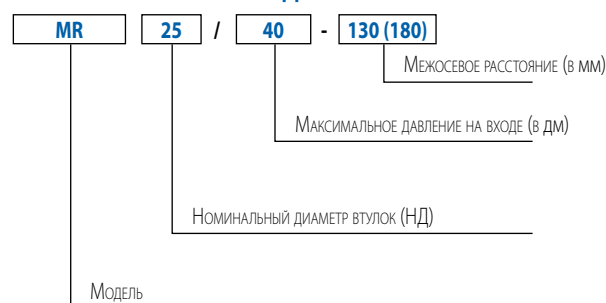 MR 25 / 40 - 130 (180)
Межосевое расстояние (в мм)
Максимальное давление на входе (в дм)
Номинальный диаметр втулок (НД)
Модель